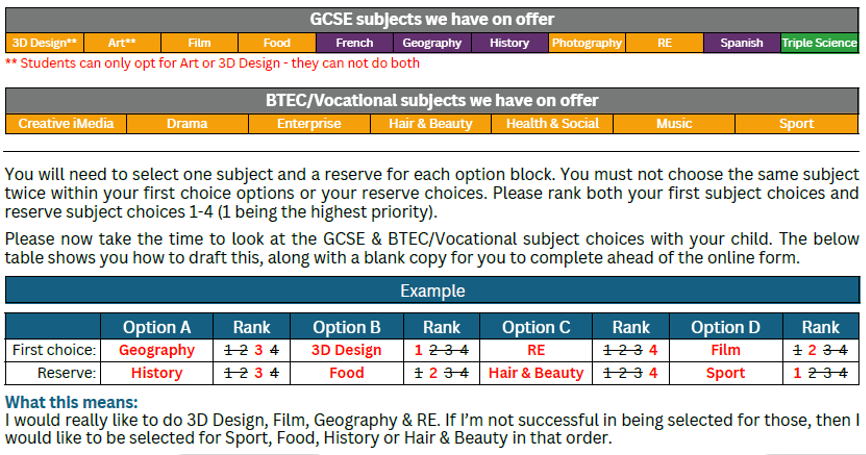 GCSE subjects we have on offer
3D Design** Art** Film Food French Geography History Photography RE Spanish Triple Science
** Students can only opt for Art or 3D Design - they can not do both
BTEC/Vocational subjects we have on offer
Creative iMedia Drama Enterprise Hair & Beauty Health & Social Music Sport
You will need to select one subject and a reserve for each option block. You must not choose the same subject
twice within your first choice options or your reserve choices. Please rank both your first subject choices and
reserve subject choices 1-4 (1 being the highest priority).
Please now take the time to look at the GCSE & BTEC/Vocational subject choices with your child. The below
table shows you how to draft this, along with a blank copy for you to complete ahead of the online form.
Example
Option A Rank Option B Rank Option C Rank Option D Rank
First choice: Geography 1 2 3 4 3D Design 1 2 3 4 RE 1 2 3 4 Film 1 2 3 4
Reserve: History 1 2 3 4 Food 1 2 3 4 Hair & Beauty 1 2 3 4 Sport 1 2 3 4
What this means:
I would really like to do 3D Design, Film, Geography & RE. If I'm not successful in being selected for those, then I
would like to be selected for Sport, Food, History or Hair & Beauty in that order.